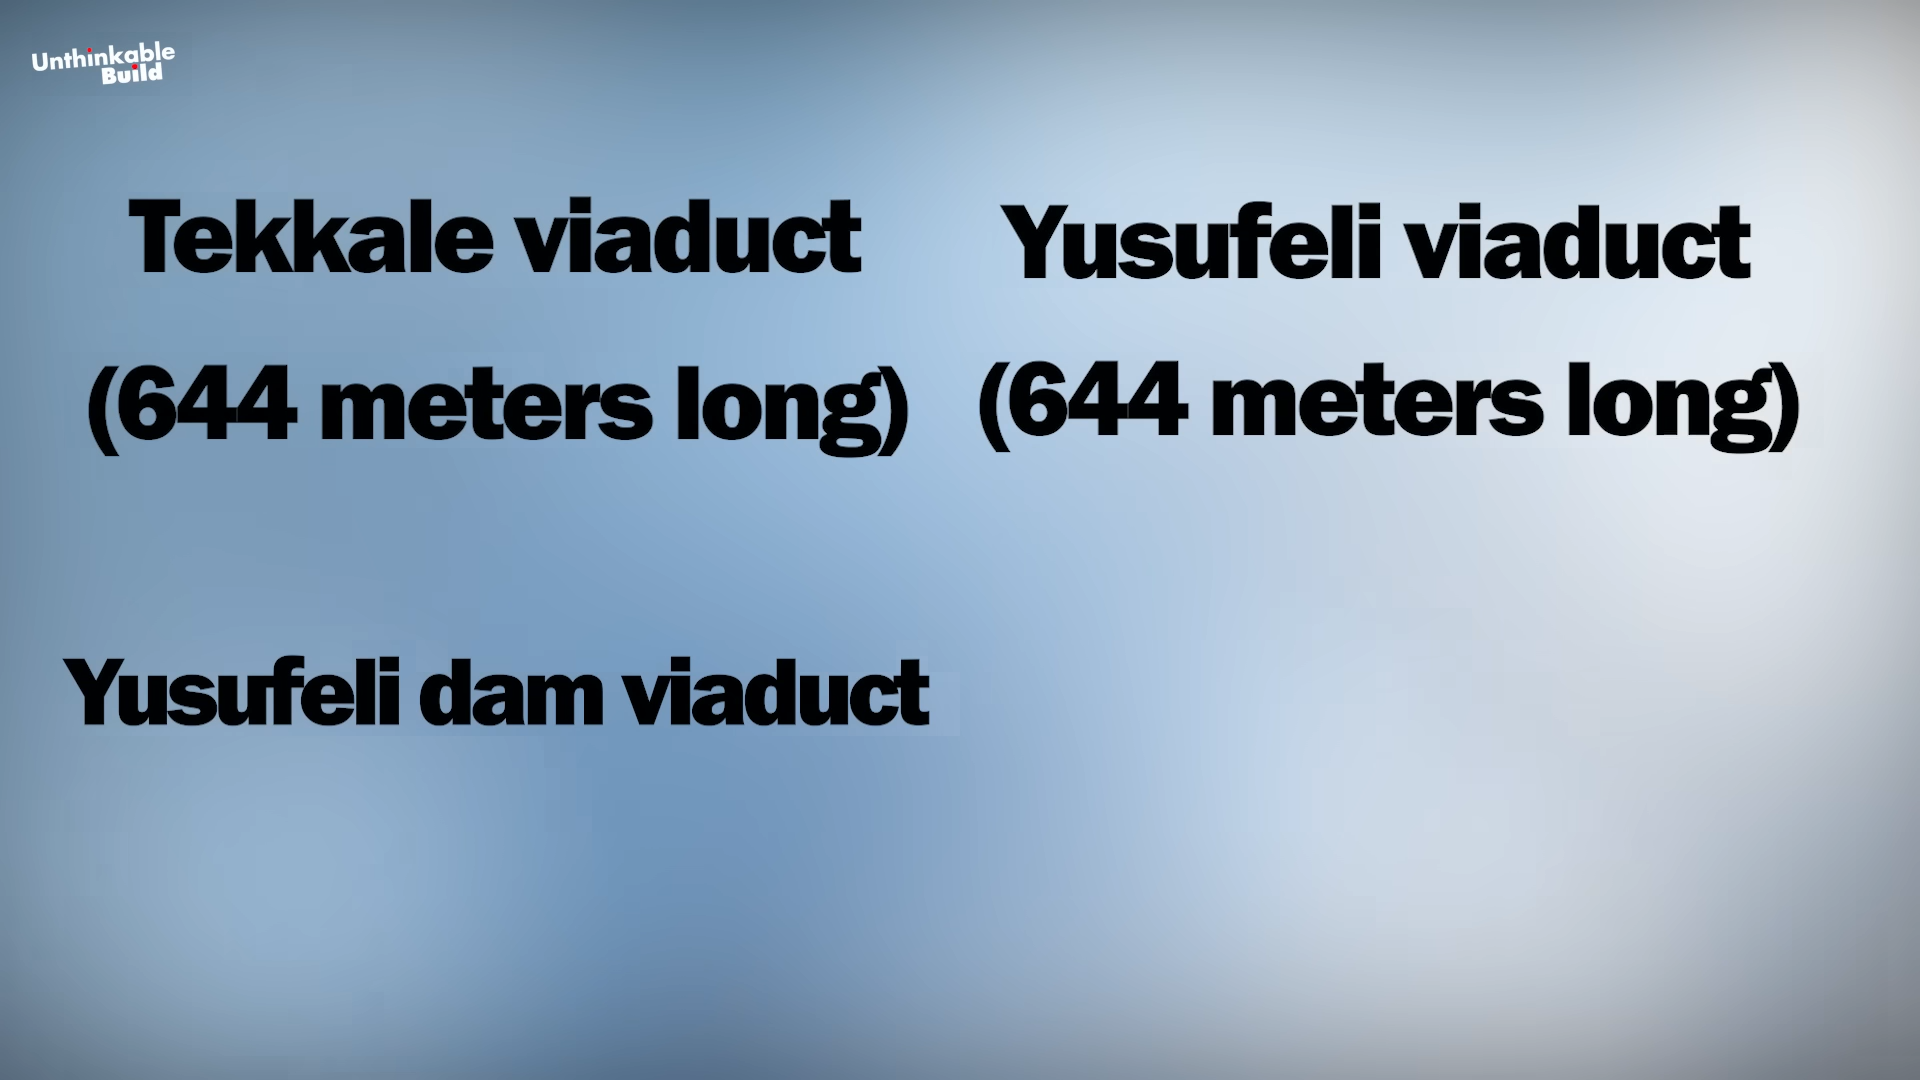 Unthinkable
Build
Tekkale viaduct
(644 meters long)
Yusufeli viaduct
(644 meters long)
Yusufeli dam viaduct